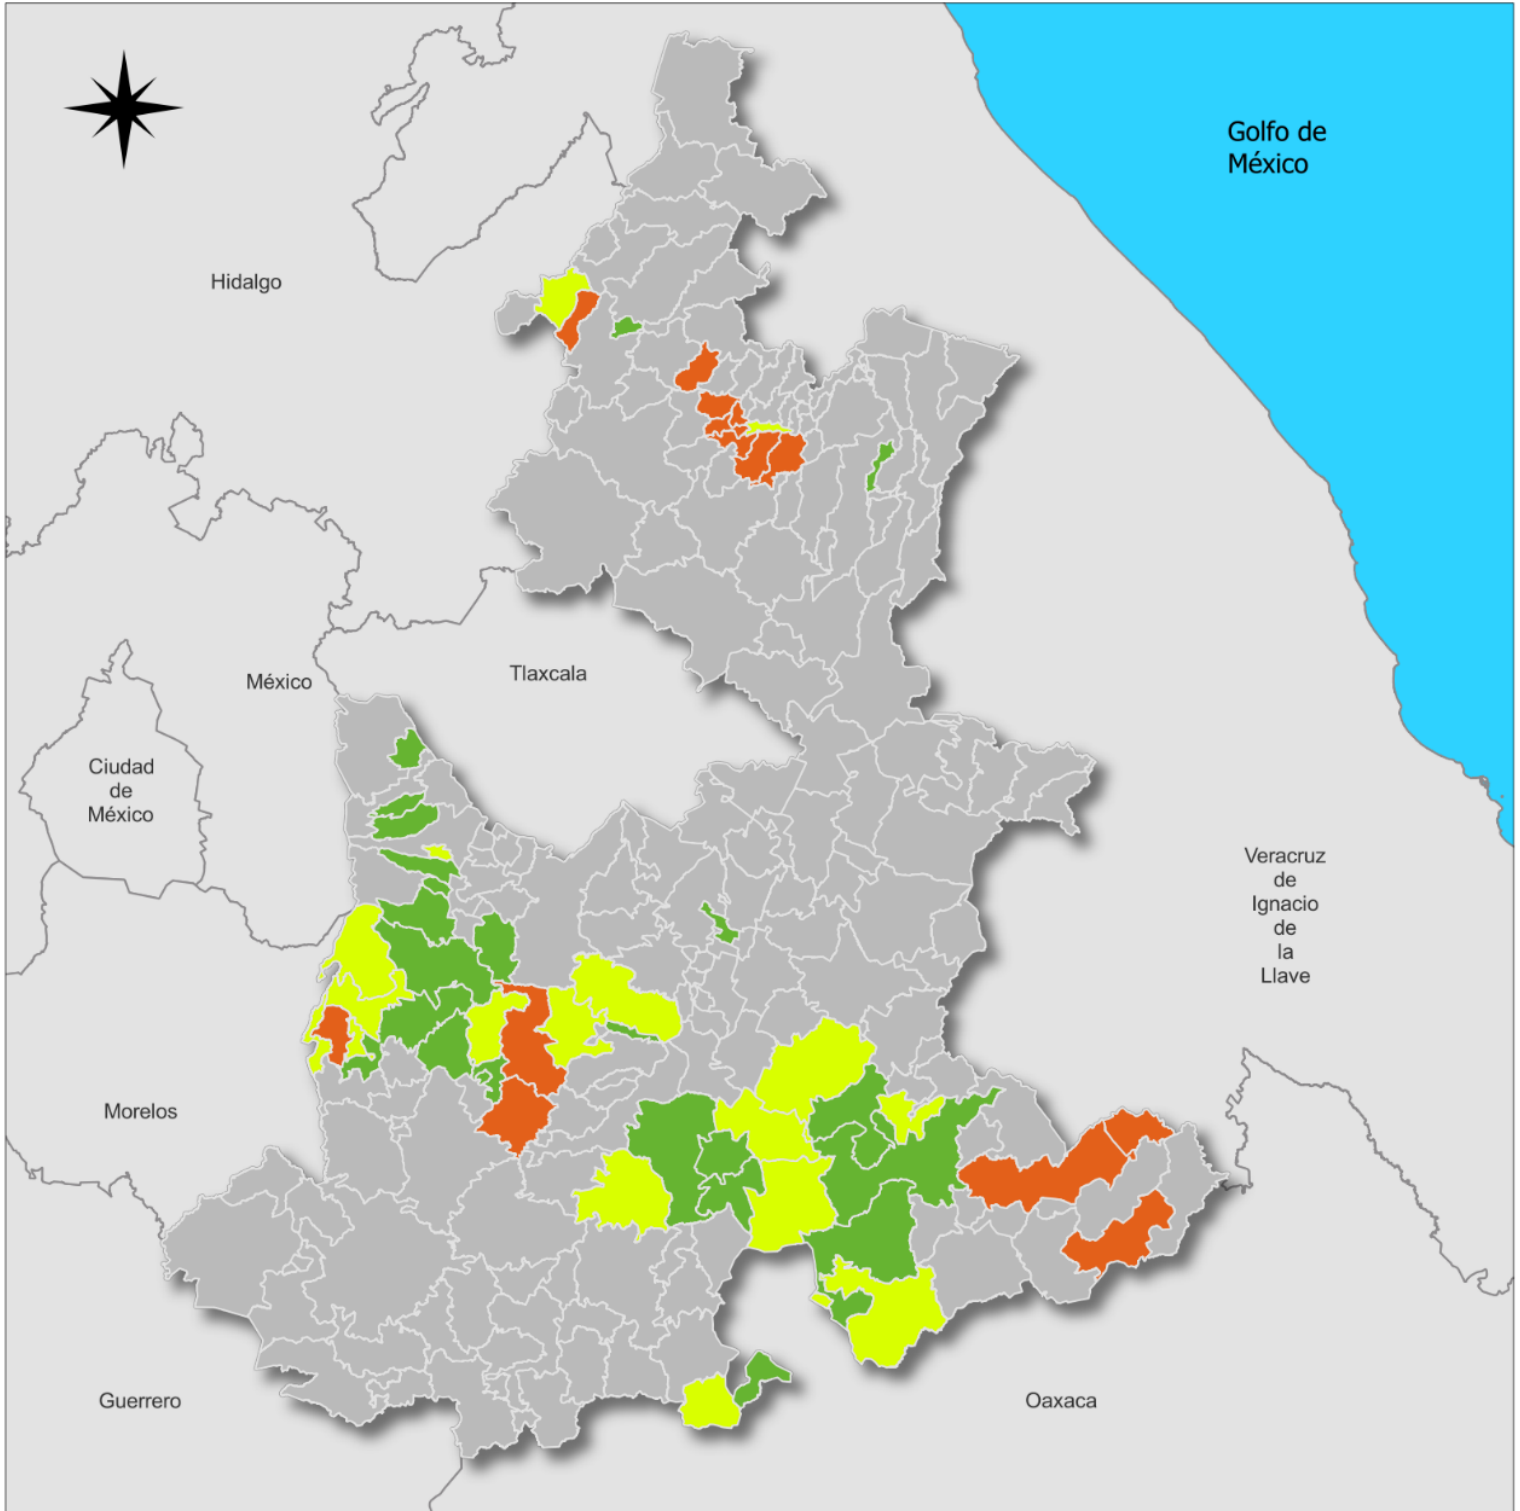 Golfo de
México
Hidalgo
Tlaxcala
México
Ciudad
de
México
Veracruz
de
Ignacio
de
la
Llave
Morelos
Guerrero
Oaxaca